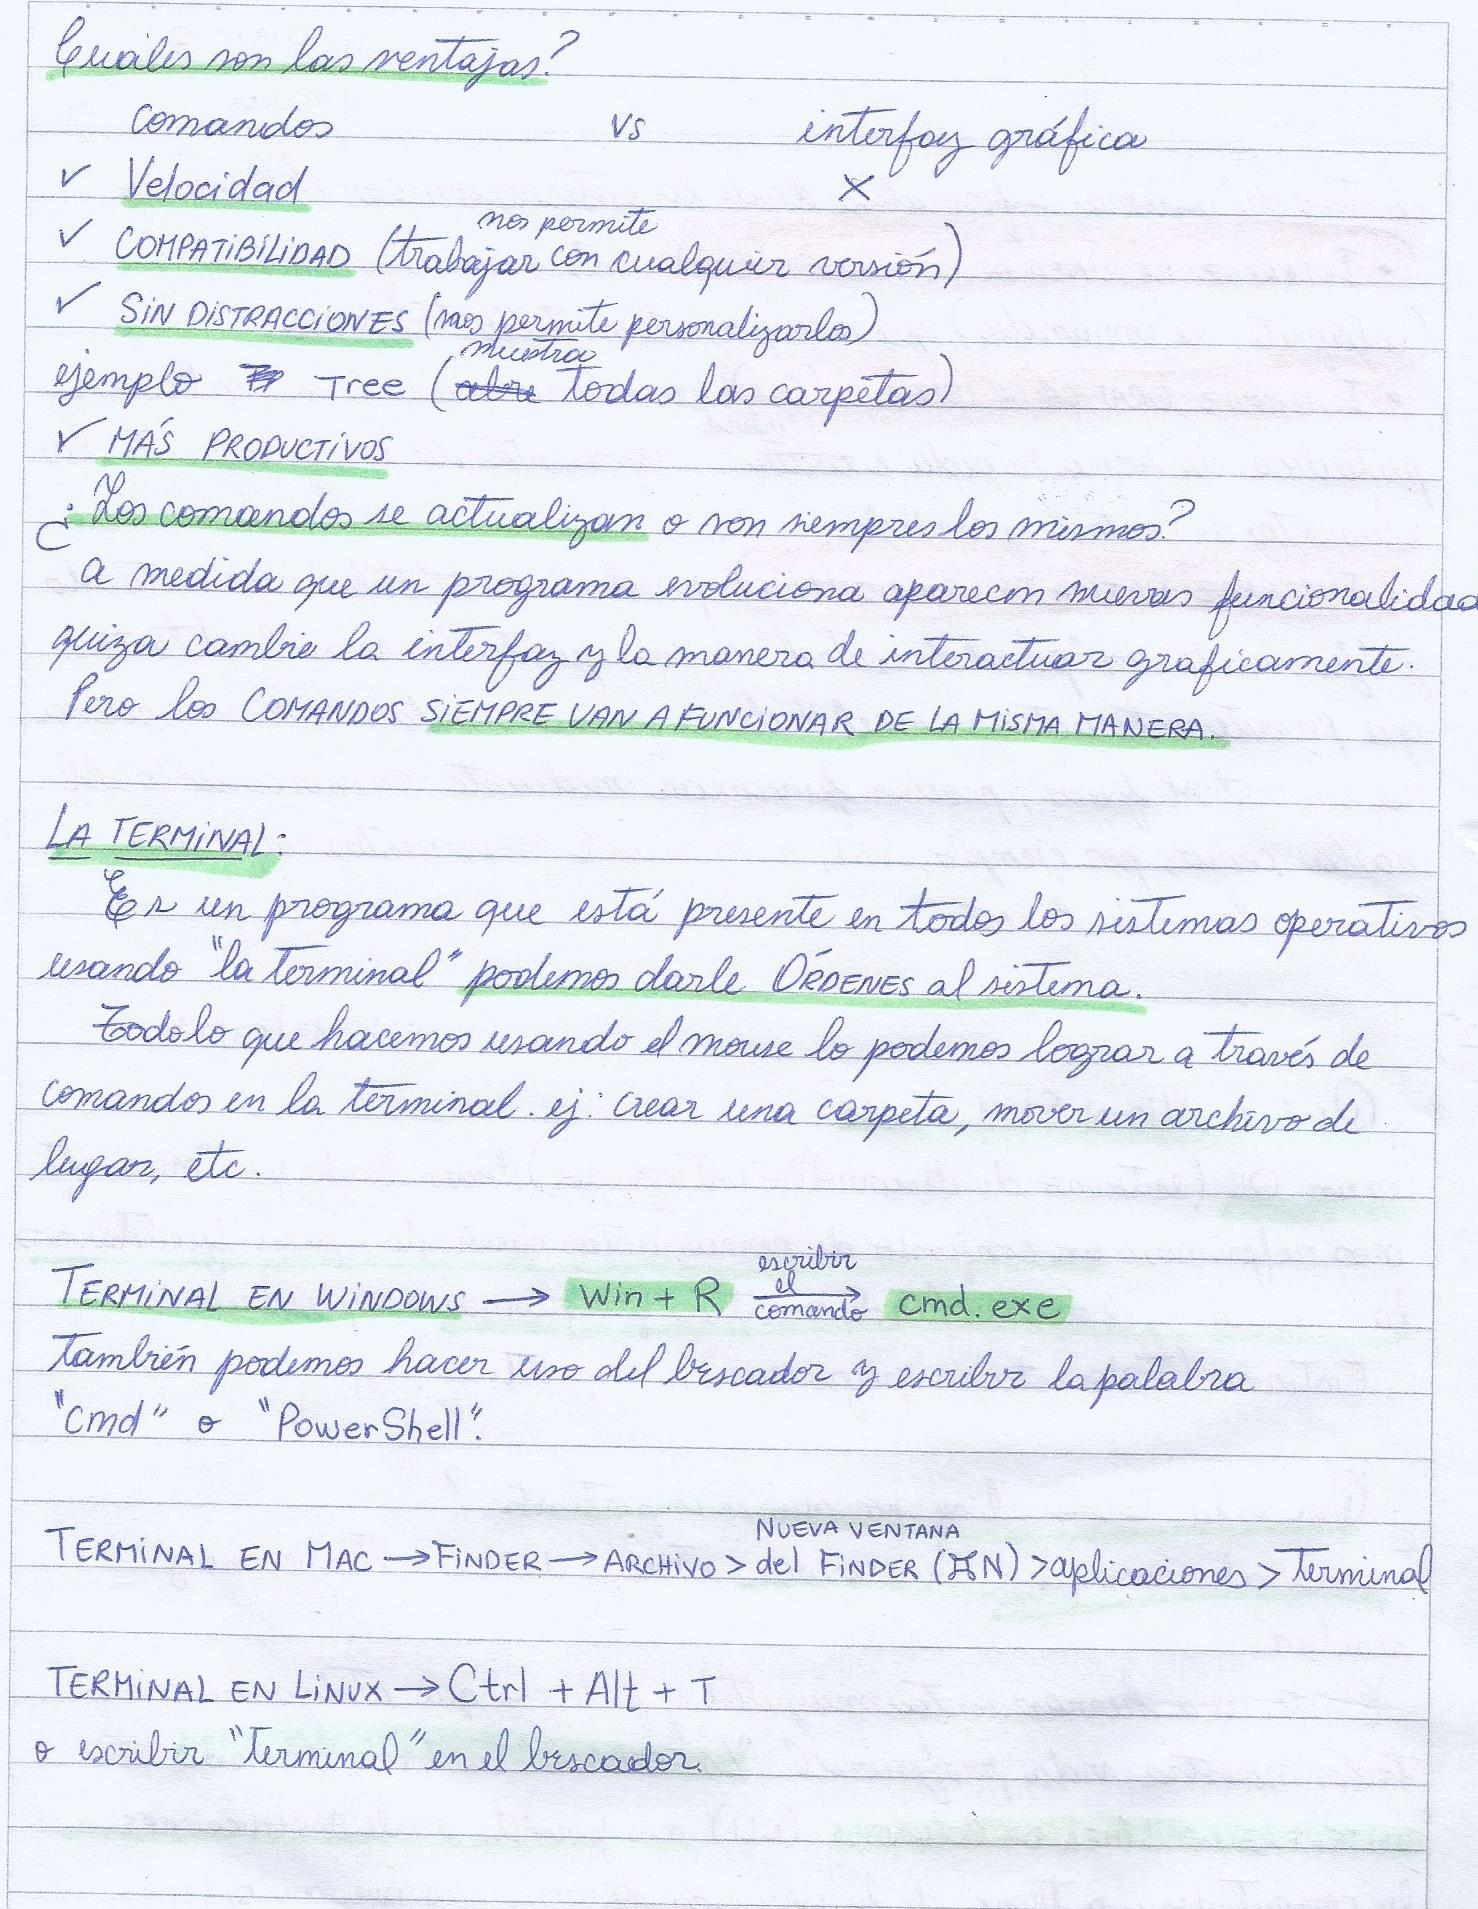 Cuáles son las ventajas?
comandos vs interfaz gráfica
✓ Velocidad ×
nos permite
✓ COMPATIBILIDAD (trabajar con cualquier versión)
✓ SIN DISTRACCIONES (nos permite personalizarlos)
muestra
ejemplo Tree (abre todas las carpetas)
✓ MÁS PRODUCTIVOS
¿Los comandos se actualizan o son siempres los mismos?
a medida que un programa evoluciona aparecen nuevas funcionalidad
quiza cambie la interfaz y la manera de interactuar graficamente.
Pero los COMANDOS SIEMPRE VAN A FUNCIONAR DE LA MISMA MANERA.
LA TERMINAL:
Es un programa que está presente en todos los sistemas operativos
usando "la terminal" podemos darle ÓRDENES al sistema.
Todo lo que hacemos usando el mouse lo podemos lograr a través de
comandos en la terminal. ej: crear una carpeta, mover un archivo de
lugar, etc.
escribir
TERMINAL EN WINDOWS → Win + R el → cmd.exe
comando
También podemos hacer uso del buscador y escribir la palabra
"cmd" o "PowerShell".
NUEVA VENTANA
TERMINAL EN MAC → FINDER → ARCHIVO > del FINDER (⌘N) > aplicaciones > Terminal
TERMINAL EN LINUX → Ctrl + Alt + T
o escribir "Terminal" en el buscador.